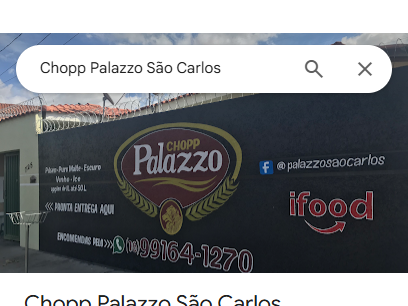 Chopp Palazzo São Carlos
CHOPP
Palazzo
Pilsen-Puro Malte-Escuro
Vinho-Ice
@palazzosaocarlos
<<< PRONTA ENTREGA AQUI
ifood
ENCOMENDAS PELO >>> (16)99164-1270
Chopp Palazzo São Carlos